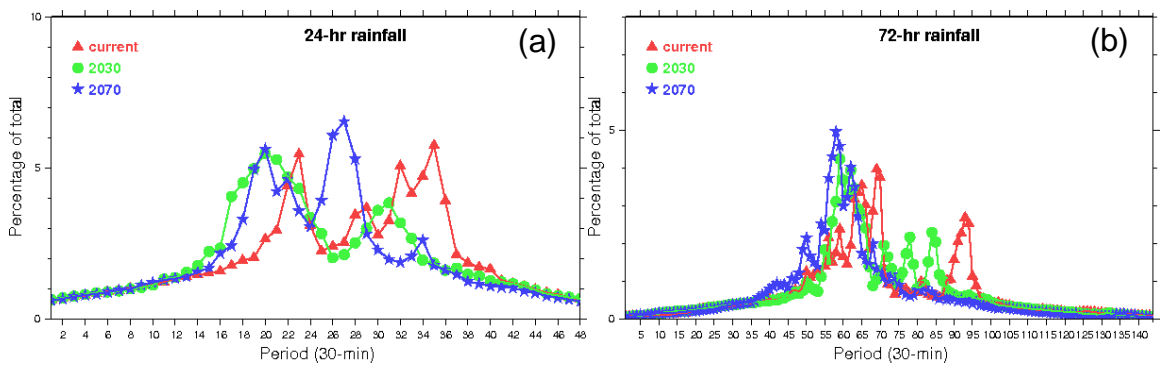 24-hr rainfall (a)
current
2030
2070
Percentage of total
10
5
0
2 4 6 8 10 12 14 16 18 20 22 24 26 28 30 32 34 36 38 40 42 44 46 48
Period (30-min)
72-hr rainfall (b)
current
2030
2070
Percentage of total
5
0
5 10 15 20 25 30 35 40 45 50 55 60 65 70 75 80 85 90 95 100 105 110 115 120 125 130 135 140
Period (30-min)